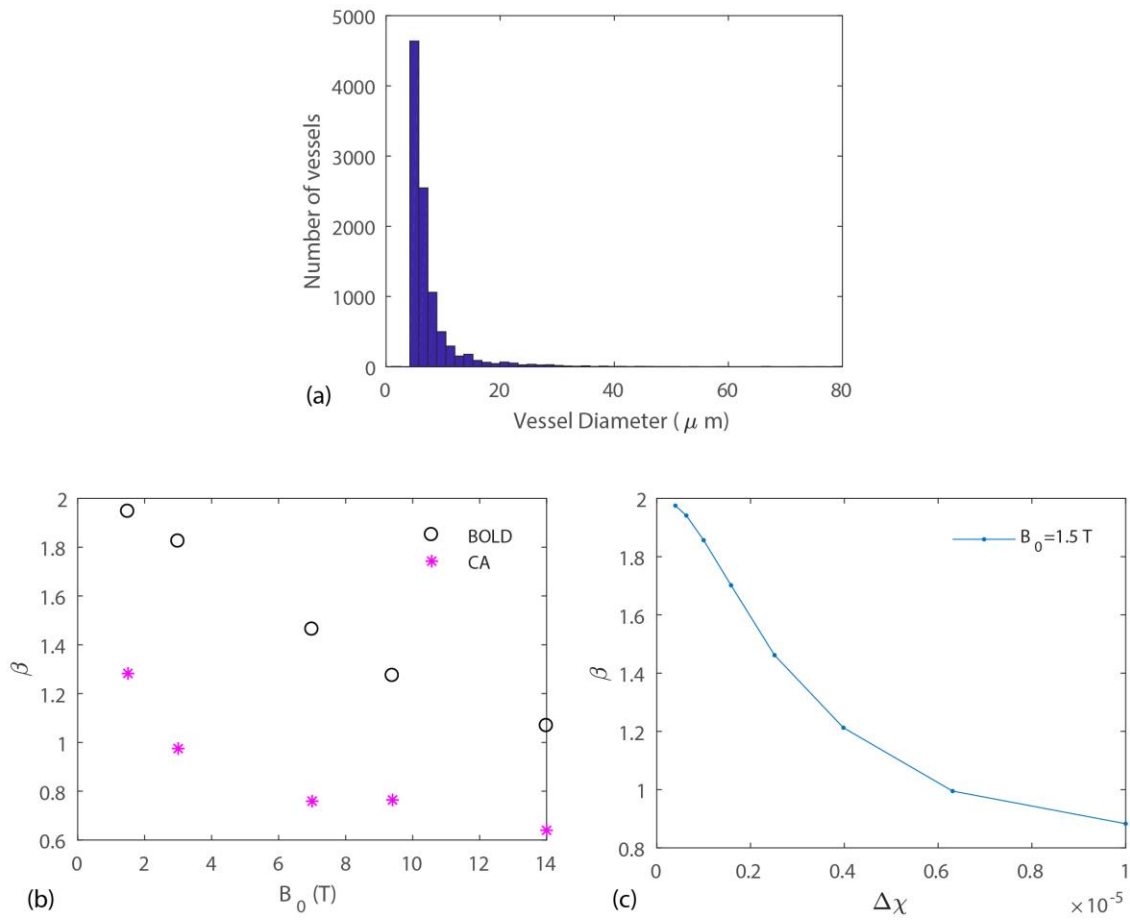 5000
4000
3000
2000
1000
0
Number of vessels
0 20 40 60 80
Vessel Diameter ( μ m)
(a)
2
1.8
1.6
1.4
1.2
1
0.8
0.6
β
BOLD
CA
0 2 4 6 8 10 12 14
B 0 (T)
(b)
2
1.8
1.6
1.4
1.2
1
0.8
β
B 0=1.5 T
0 0.2 0.4 0.6 0.8 1
Δχ
×10-5
(c)